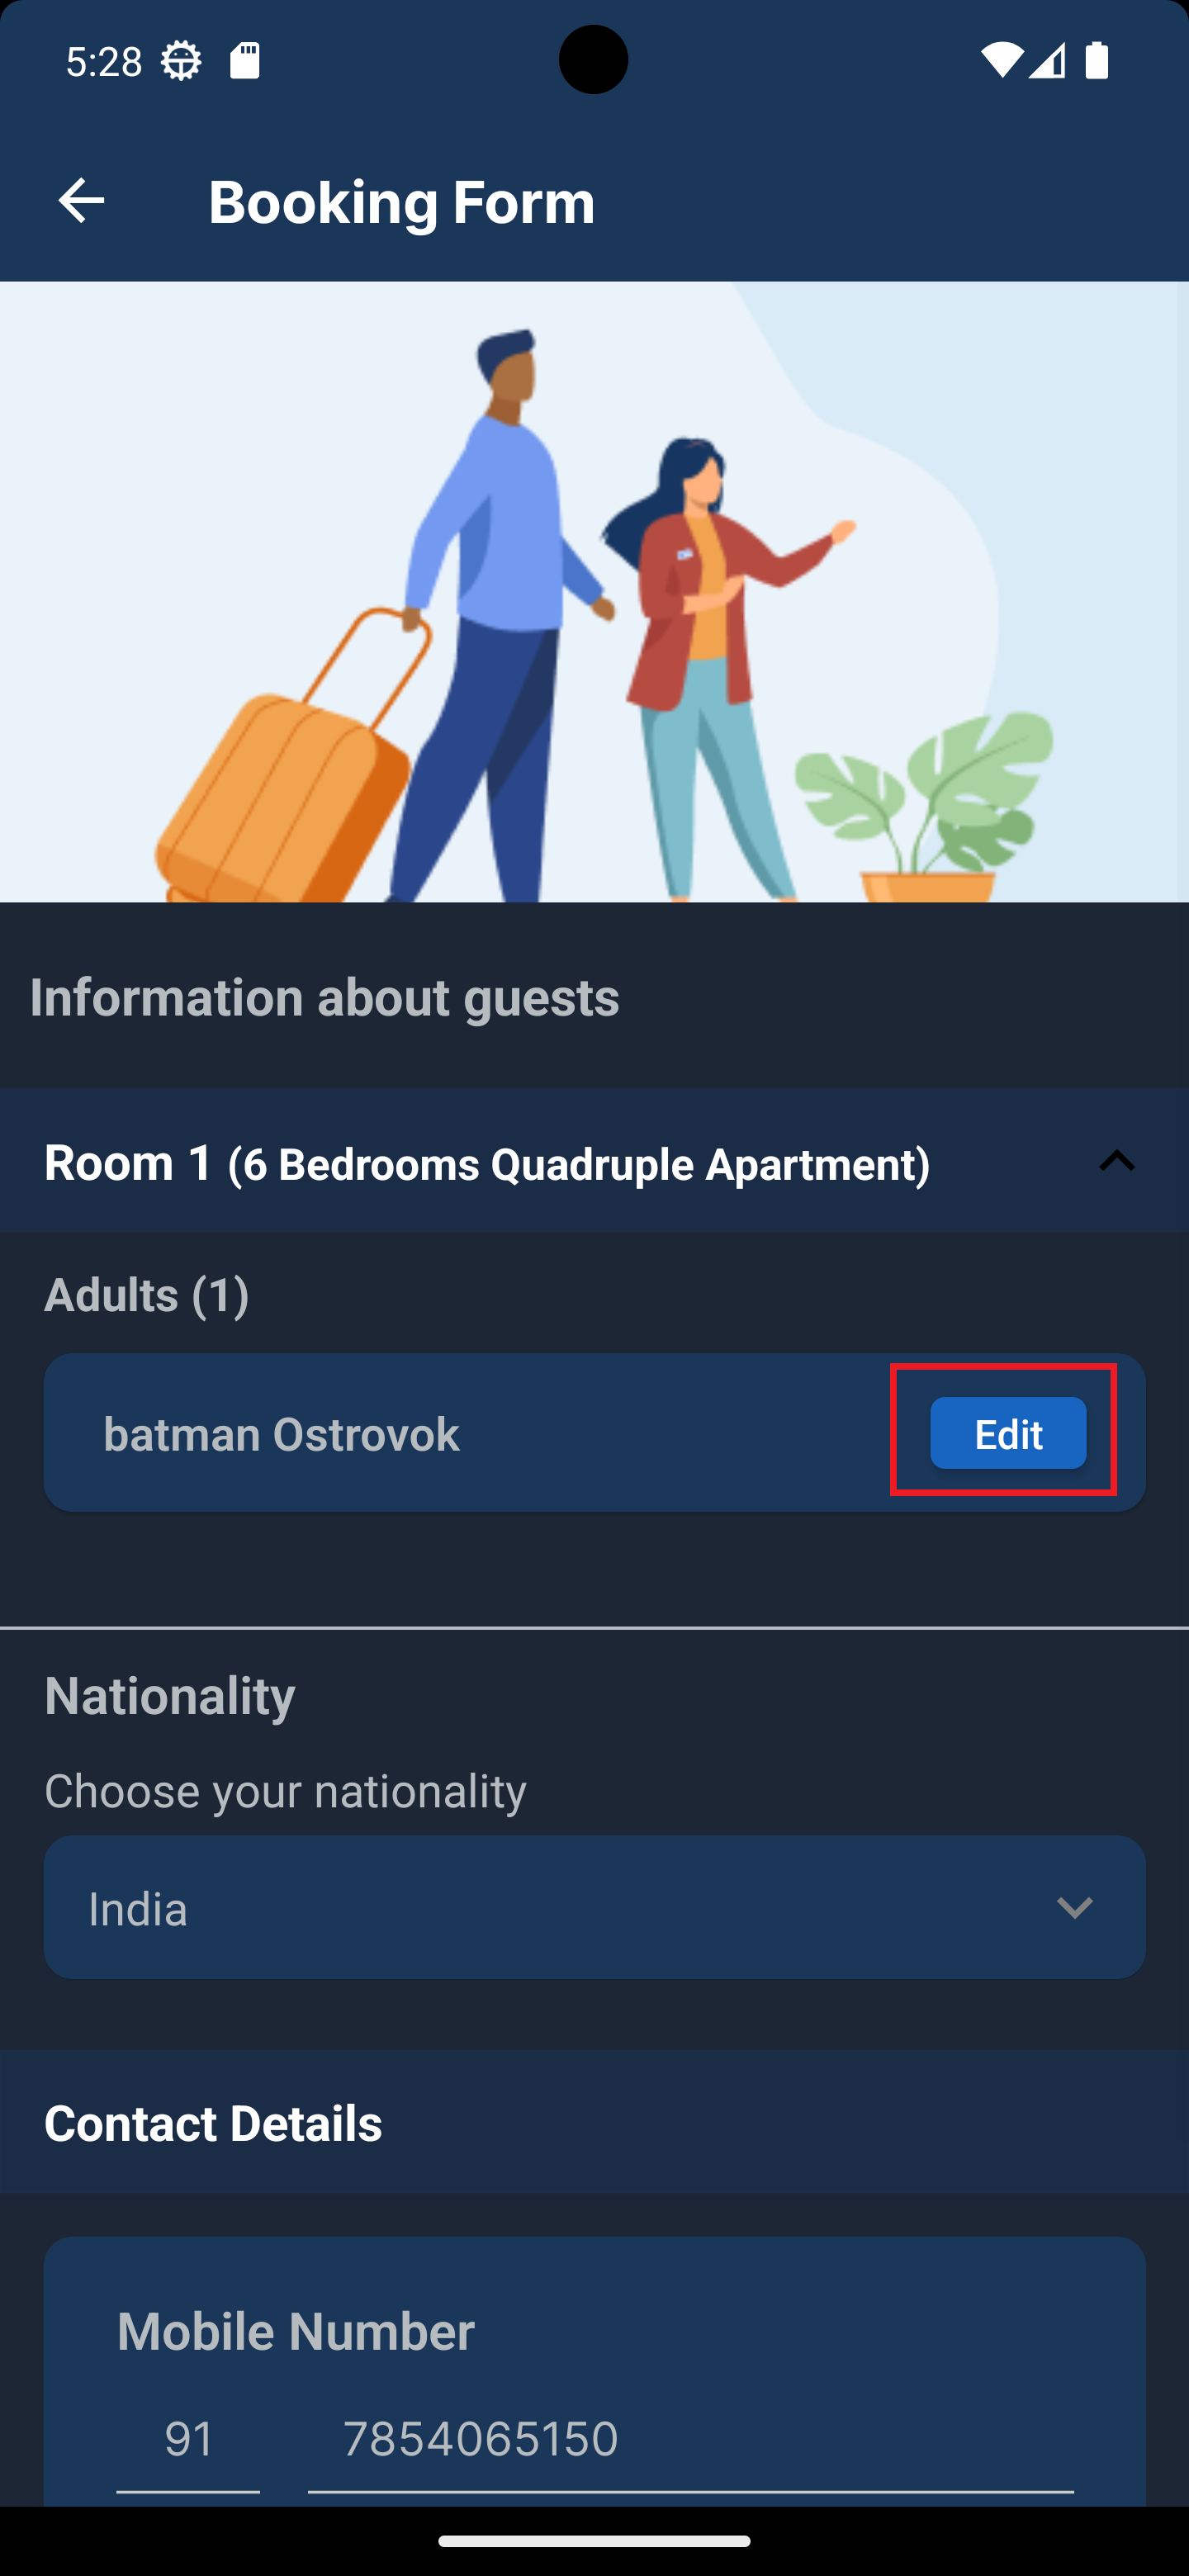 5:28
Booking Form
Information about guests
Room 1 (6 Bedrooms Quadruple Apartment)
Adults (1)
batman Ostrovok
Edit
Nationality
Choose your nationality
India
Contact Details
Mobile Number
91 7854065150